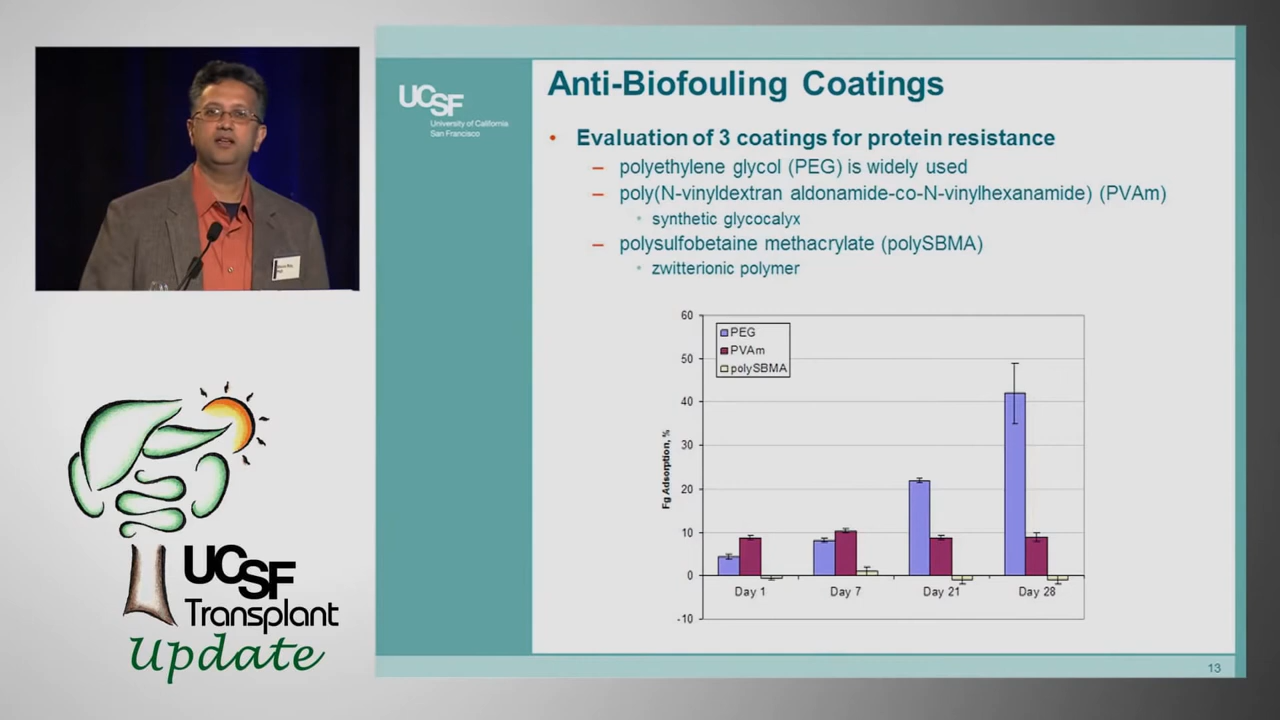 UCSF
University of California
San Francisco
Anti-Biofouling Coatings
• Evaluation of 3 coatings for protein resistance
– polyethylene glycol (PEG) is widely used
– poly(N-vinyldextran aldonamide-co-N-vinylhexanamide) (PVAm)
• synthetic glycocalyx
– polysulfobetaine methacrylate (polySBMA)
• zwitterionic polymer
60
50
40
30
20
10
0
-10
Fg Adsorption, %
PEG
PVAm
polySBMA
Day 1
Day 7
Day 21
Day 28
13
UCSF
Transplant
Update